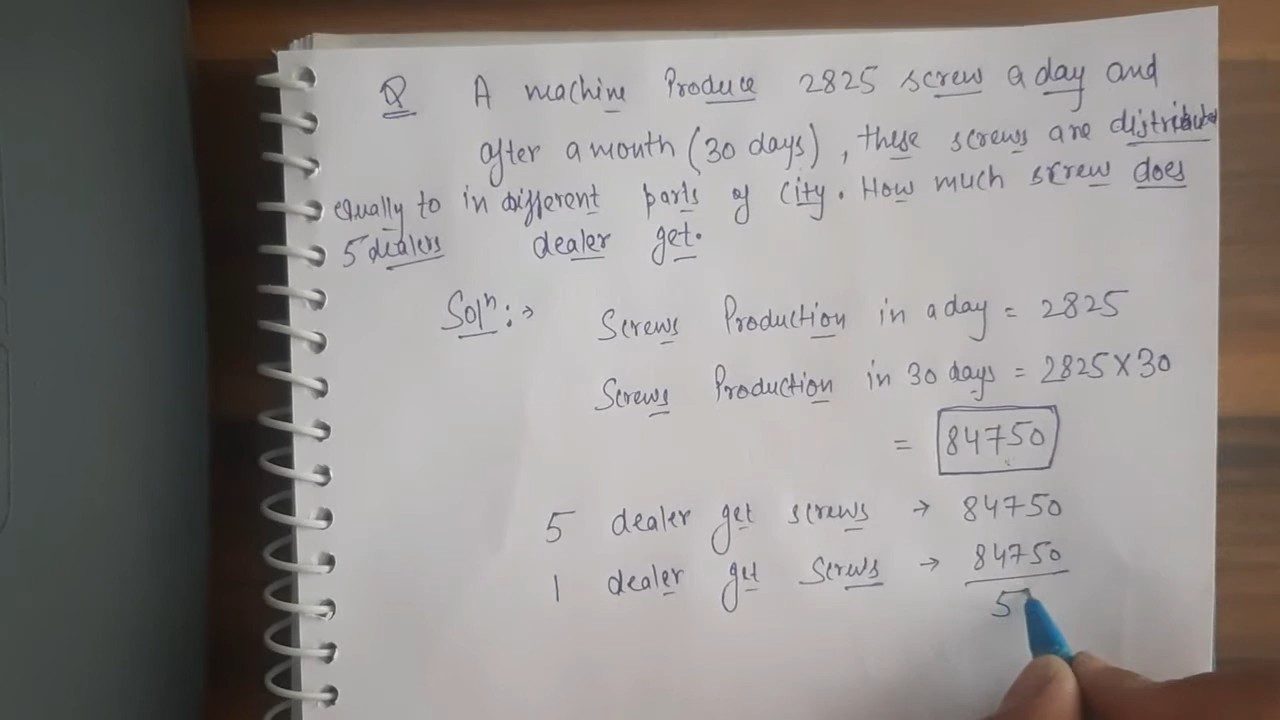 Q A machine Produce 2825 screw a day and
after a month (30 days), these screws are distributed
equally to in different parts of city. How much screw does
5 dealers dealer get.
Solⁿ:→ Screws Production in a day = 2825
Screws Production in 30 days = 2825 X 30
= 84750
5 dealer get screws → 84750
1 dealer get screws → 84750
5